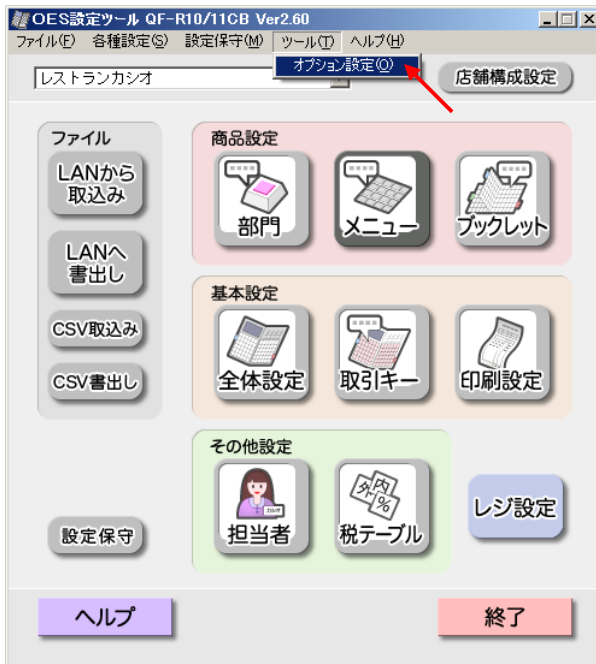 OES設定ツール QF-R10/11CB Ver2.60
ファイル(F) 各種設定(S) 設定保守(M) ツール(T) ヘルプ(H)
オプション設定(O)
レストランカシオ
店舗構成設定
ファイル
LANから
取込み
LANへ
書出し
CSV取込み
CSV書出し
商品設定
部門
メニュー
ブックレット
基本設定
全体設定
取引キー
印刷設定
その他設定
担当者
外
内
%
税テーブル
設定保守
レジ設定
ヘルプ
終了